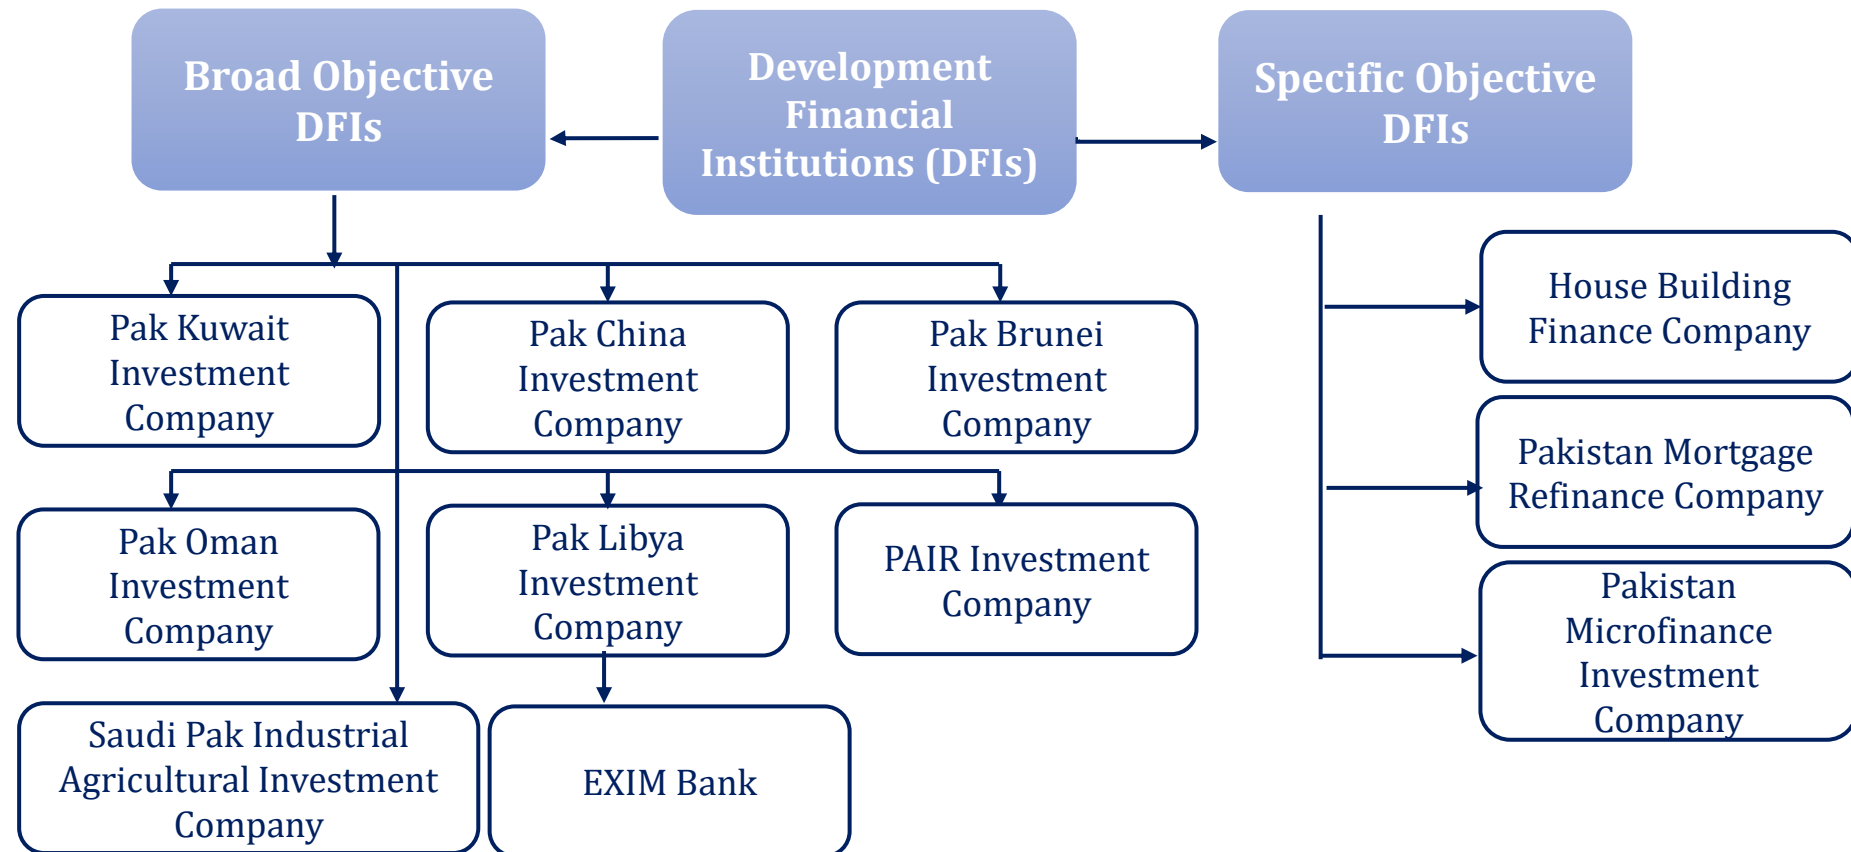 Broad Objective
DFIs
Development
Financial
Institutions (DFIs)
Specific Objective
DFIs
Pak Kuwait
Investment
Company
Pak China
Investment
Company
Pak Brunei
Investment
Company
Pak Oman
Investment
Company
Pak Libya
Investment
Company
PAIR Investment
Company
Saudi Pak Industrial
Agricultural Investment
Company
EXIM Bank
House Building
Finance Company
Pakistan Mortgage
Refinance Company
Pakistan
Microfinance
Investment
Company